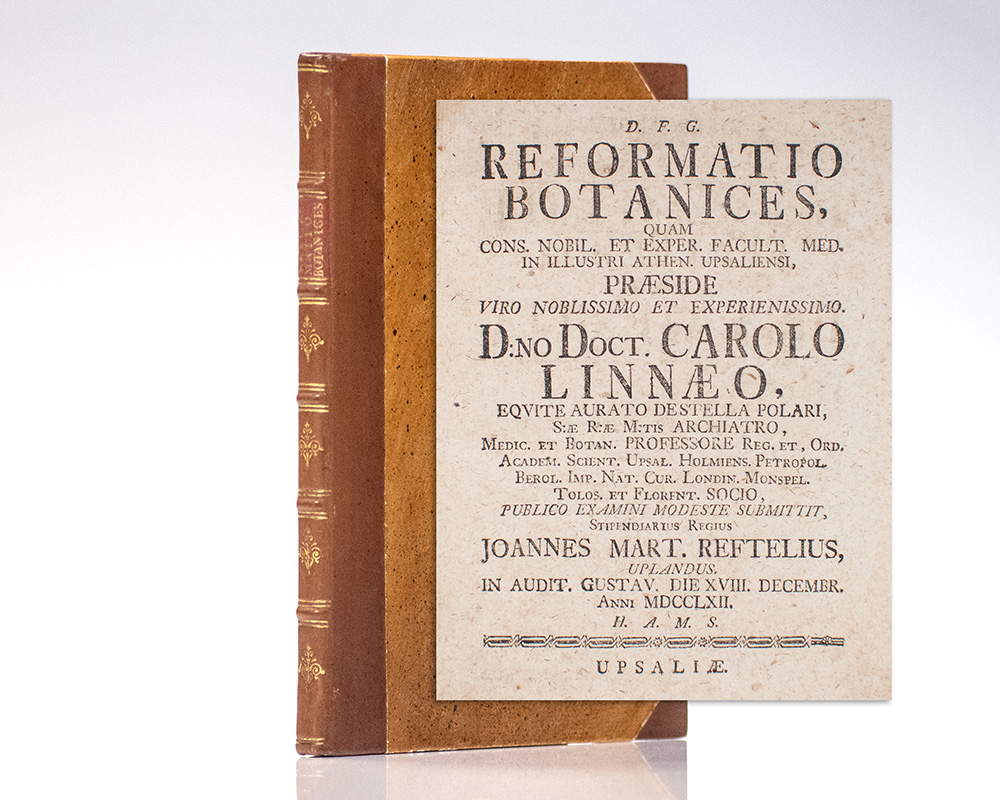 MATIO
BOTANICES
D. F. G.
REFORMATIO
BOTANICES,
QUAM
CONS. NOBIL. ET EXPER. FACULT. MED.
IN ILLUSTRI ATHEN. UPSALIENSI,
PRÆSIDE
VIRO NOBLISSIMO ET EXPERIENISSIMO.
D:NO DOCT. CAROLO
LINNÆO,
EQVITE AURATO DE STELLA POLARI,
S:Æ R:Æ M:TIS ARCHIATRO,
MEDIC. ET BOTAN. PROFESSORE REG. ET, ORD.
ACADEM. SCIENT. UPSAL. HOLMIENS. PETROPOL.
BEROL. IMP. NAT. CUR. LONDIN. MONSPEL.
TOLOS. ET FLORENT. SOCIO,
PUBLICO EXAMINI MODESTE SUBMITTIT,
STIPENDIARIUS REGIUS
JOANNES MART. REFTELIUS,
UPLANDUS.
IN AUDIT. GUSTAV. DIE XVIII. DECEMBR.
ANNI MDCCLXII.
H. A. M. S.
UPSALIÆ.